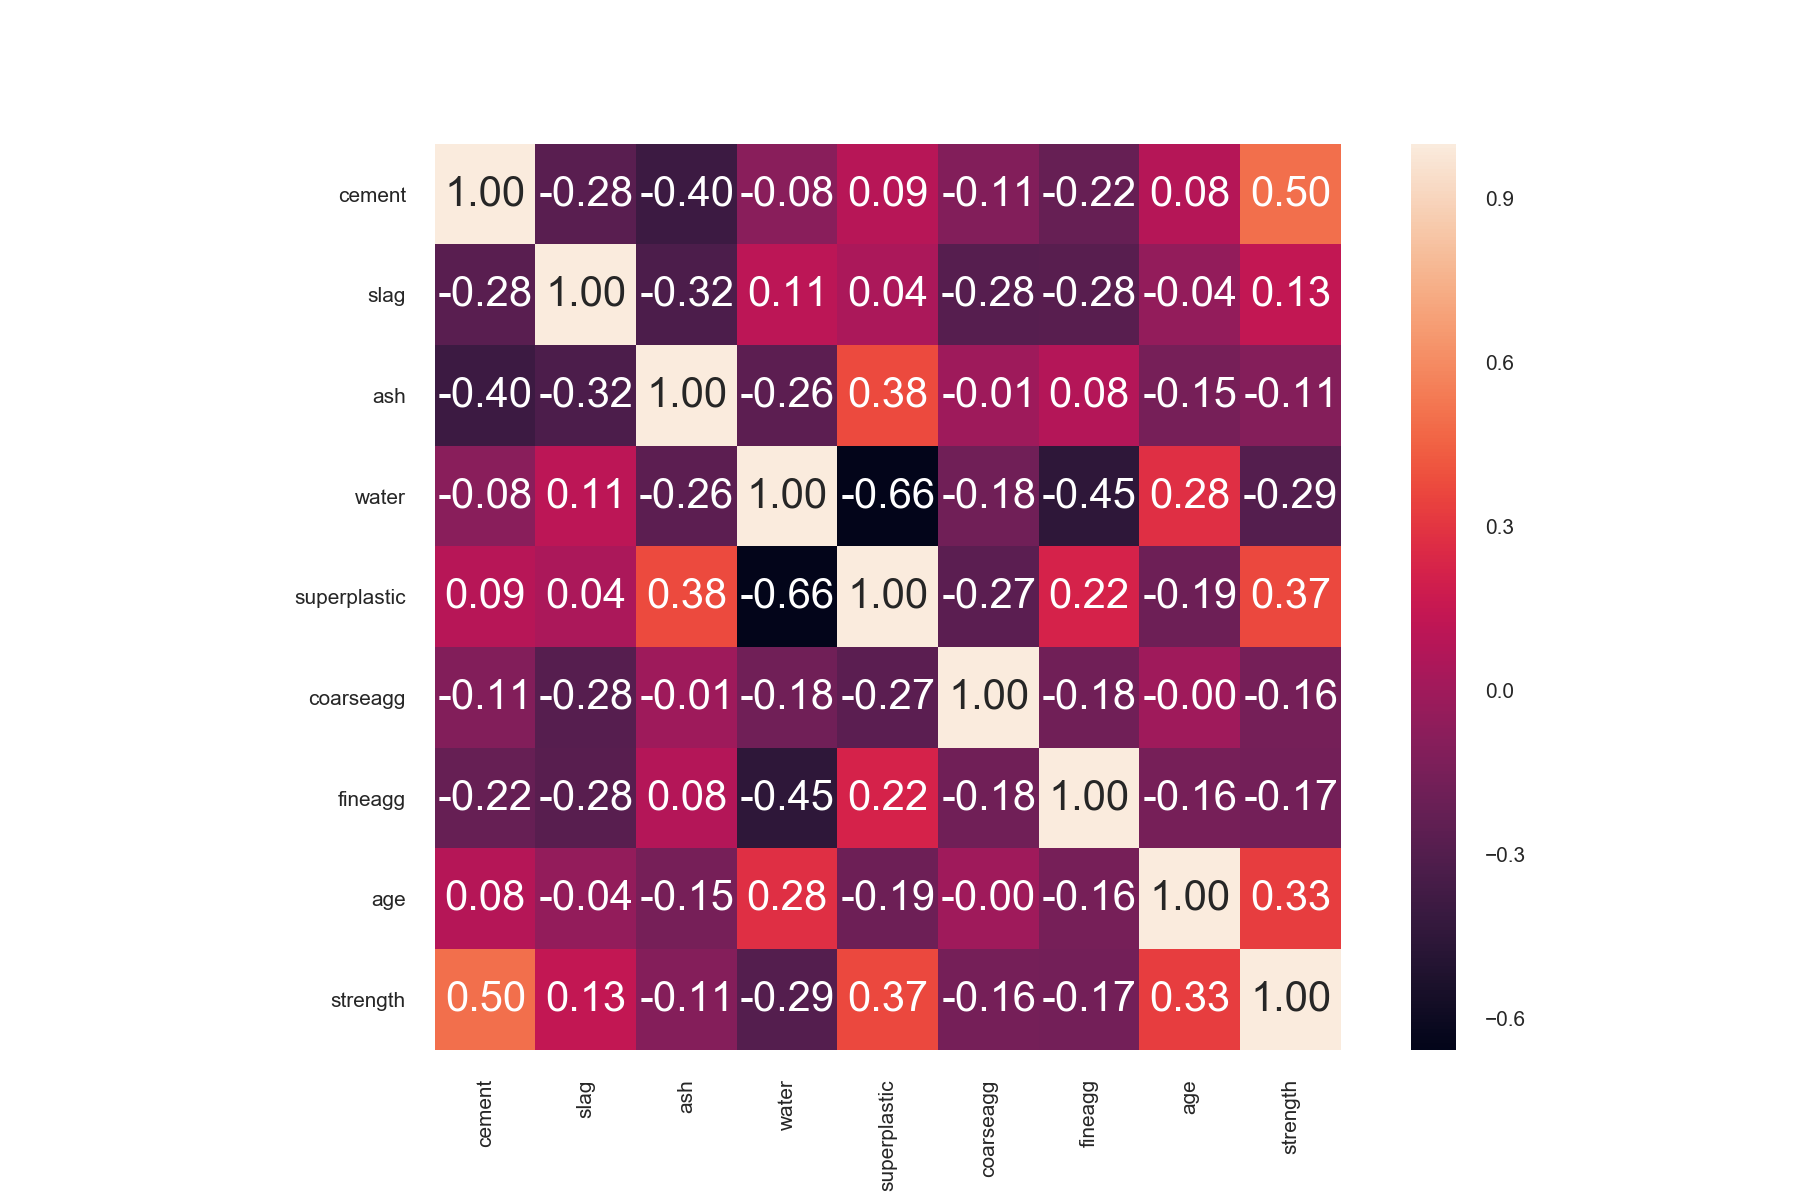 cement 1.00 -0.28 -0.40 -0.08 0.09 -0.11 -0.22 0.08 0.50
slag -0.28 1.00 -0.32 0.11 0.04 -0.28 -0.28 -0.04 0.13
ash -0.40 -0.32 1.00 -0.26 0.38 -0.01 0.08 -0.15 -0.11
water -0.08 0.11 -0.26 1.00 -0.66 -0.18 -0.45 0.28 -0.29
superplastic 0.09 0.04 0.38 -0.66 1.00 -0.27 0.22 -0.19 0.37
coarseagg -0.11 -0.28 -0.01 -0.18 -0.27 1.00 -0.18 -0.00 -0.16
fineagg -0.22 -0.28 0.08 -0.45 0.22 -0.18 1.00 -0.16 -0.17
age 0.08 -0.04 -0.15 0.28 -0.19 -0.00 -0.16 1.00 0.33
strength 0.50 0.13 -0.11 -0.29 0.37 -0.16 -0.17 0.33 1.00
cement
slag
ash
water
superplastic
coarseagg
fineagg
age
strength
0.9
0.6
0.3
0.0
−0.3
−0.6